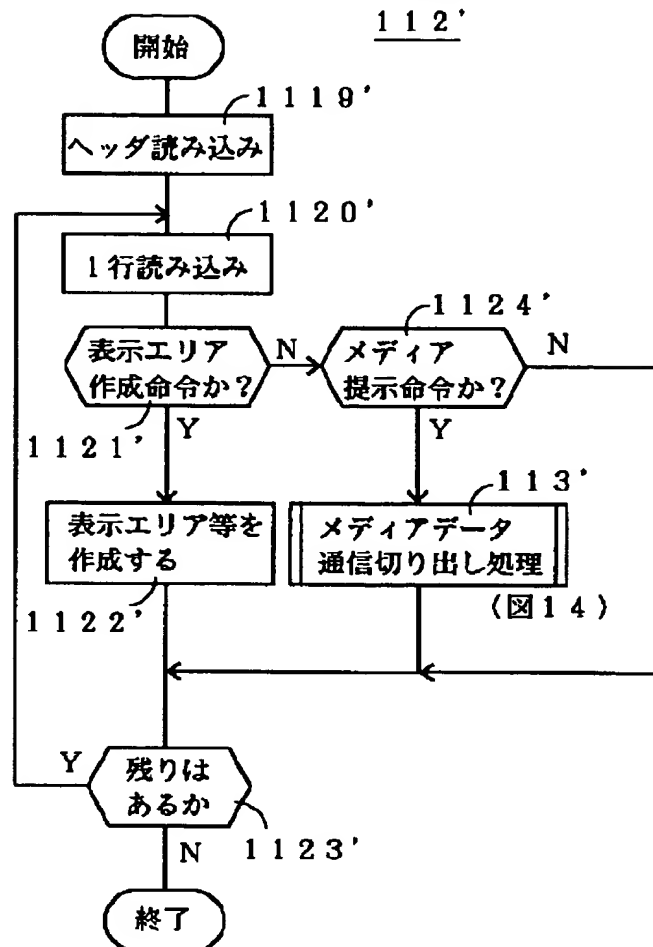 112'
開始
1119'
ヘッダ読み込み
1120'
1行読み込み
1124'
表示エリア
作成命令か?
N
メディア
提示命令か?
N
1121'
Y
Y
113'
表示エリア等を
作成する
メディアデータ
通信切り出し処理
(図14)
1122'
Y
残りは
あるか
1123'
N
終了